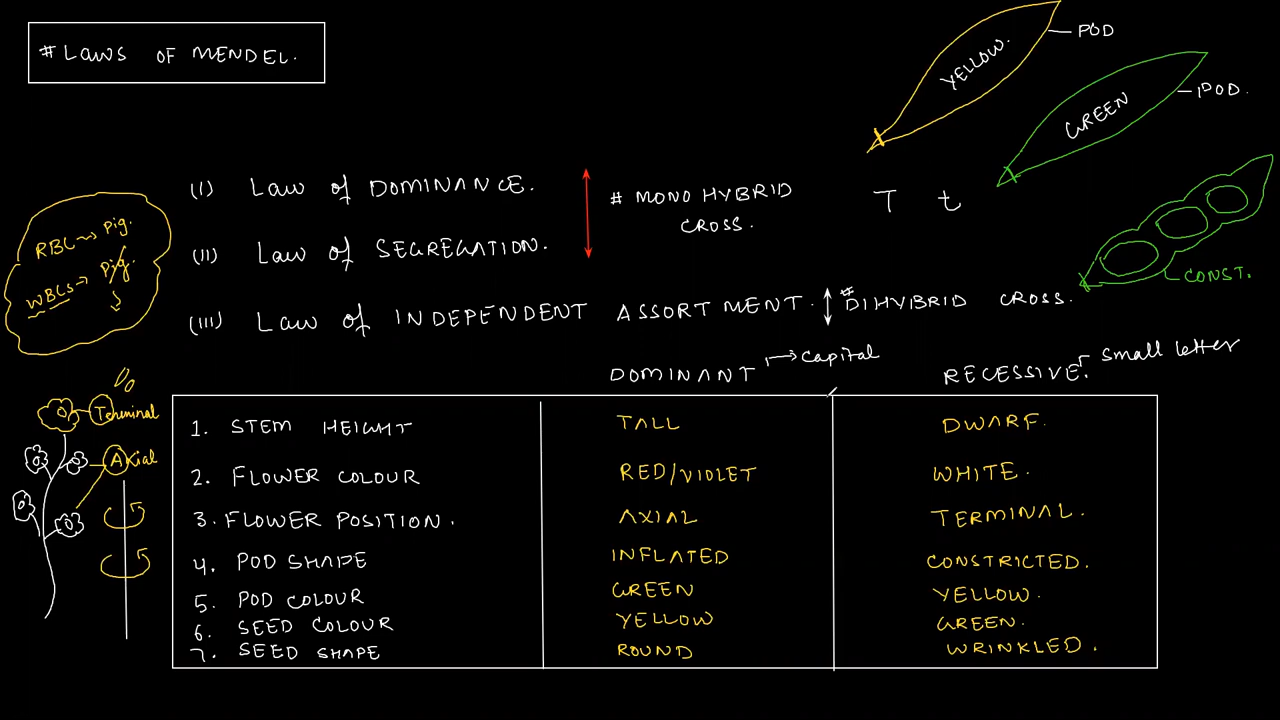 # LAWS OF MENDEL.
YELLOW.
POD
GREEN
POD.
CONST.
T t
(I) LAW of DOMINANCE.
(II) LAW of SEGREGATION.
# MONO HYBRID
CROSS.
(III) LAW of INDEPENDENT ASSORTMENT.
# DIHYBRID CROSS.
RBC → Pig.
WBCs → Pig.
DOMINANT → Capital
RECESSIVE. Small letter
Terminal
Axial
1. STEM HEIGHT TALL DWARF.
2. FLOWER COLOUR RED/VIOLET WHITE.
3. FLOWER POSITION. AXIAL TERMINAL.
4. POD SHAPE INFLATED CONSTRICTED.
5. POD COLOUR GREEN YELLOW.
6. SEED COLOUR YELLOW GREEN.
7. SEED SHAPE ROUND WRINKLED.